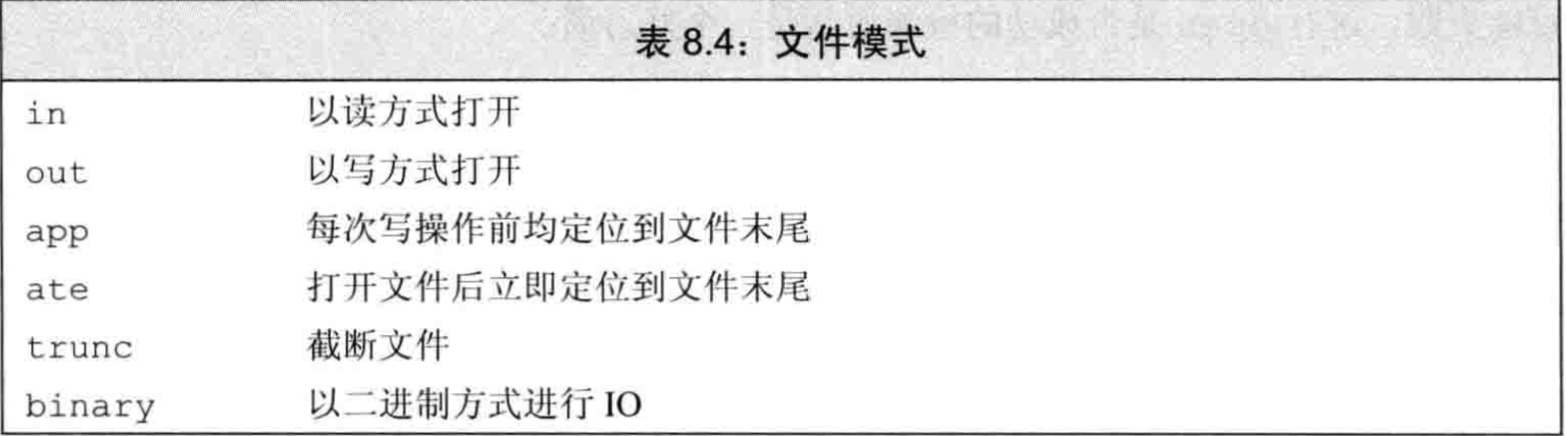 表 8.4：文件模式
in 以读方式打开
out 以写方式打开
app 每次写操作前均定位到文件末尾
ate 打开文件后立即定位到文件末尾
trunc 截断文件
binary 以二进制方式进行 IO